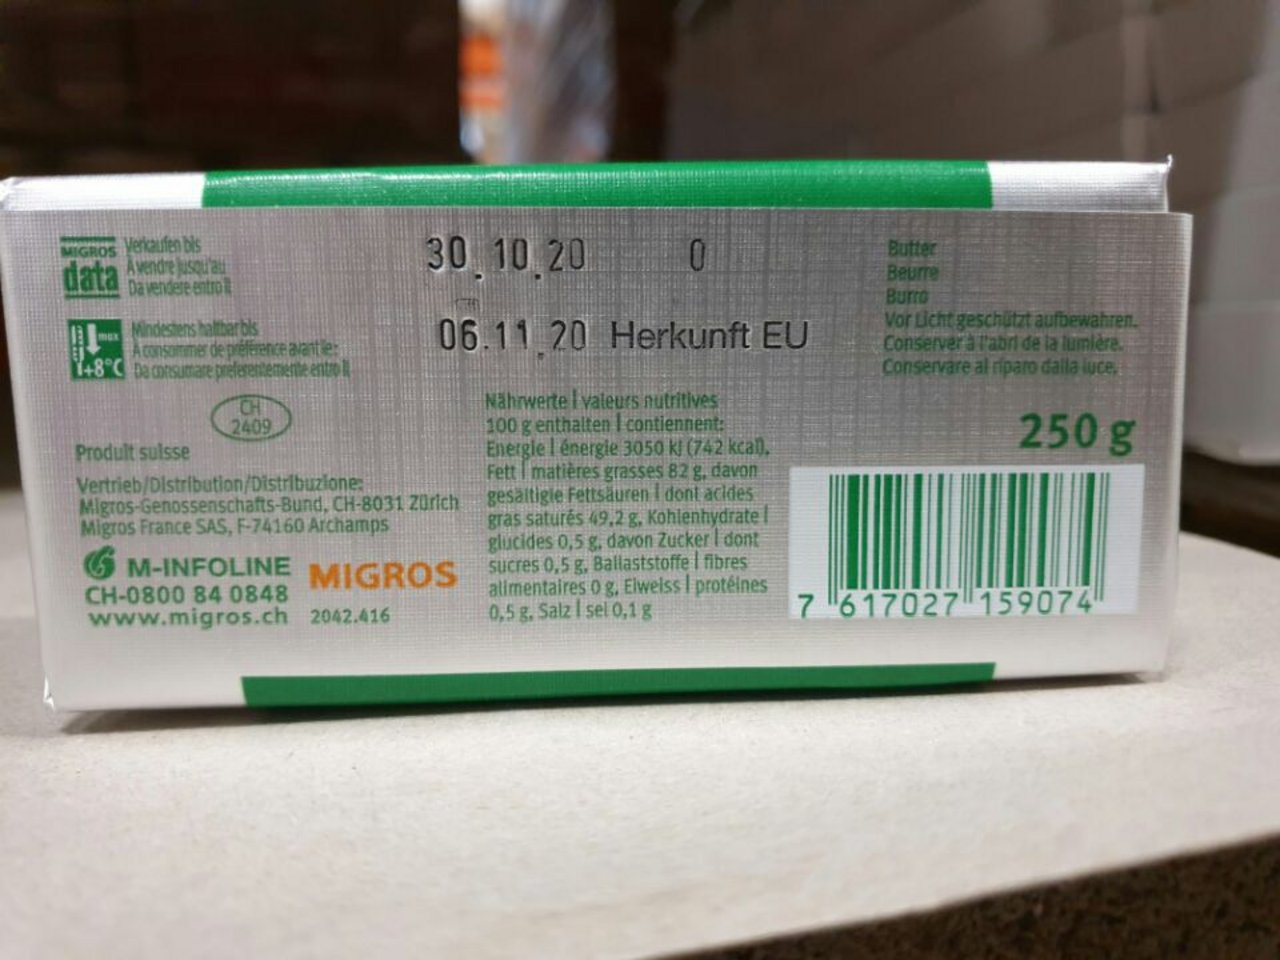 MIGROS
data
Verkaufen bis
À vendre jusqu'au
Da vendere entro il
max
+8°C
Mindestens haltbar bis
À consommer de préférence avant le:
Da consumare preferentemente entro il
30.10.20 0
06.11.20 Herkunft EU
CH
2409
Produit suisse
Vertrieb/Distribution/Distribuzione:
Migros-Genossenschafts-Bund, CH-8031 Zürich
Migros France SAS, F-74160 Archamps
M-INFOLINE
CH-0800 84 0848
www.migros.ch
MIGROS
2042.416
Nährwerte | valeurs nutritives
100 g enthalten | contiennent:
Energie | énergie 3050 kJ (742 kcal),
Fett | matières grasses 82 g, davon
gesättigte Fettsäuren | dont acides
gras saturés 49,2 g, Kohlenhydrate |
glucides 0,5 g, davon Zucker | dont
sucres 0,5 g, Ballaststoffe | fibres
alimentaires 0 g, Eiweiss | protéines
0,5 g, Salz | sel 0,1 g
Butter
Beurre
Burro
Vor Licht geschützt aufbewahren.
Conserver à l'abri de la lumière.
Conservare al riparo dalla luce.
250 g
7 617027 159074